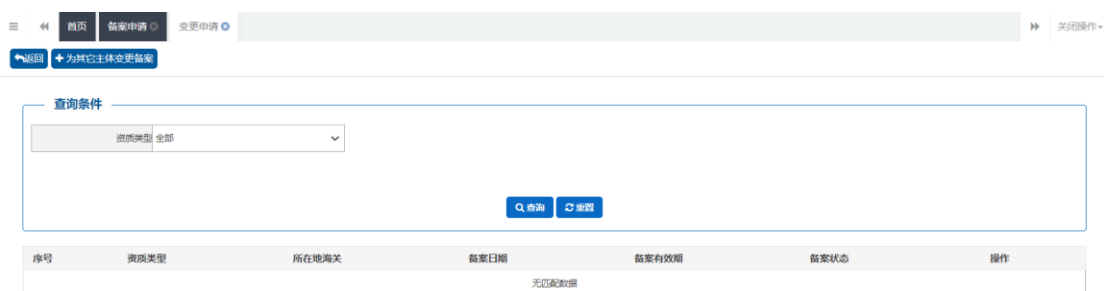 首页 备案申请 变更申请 关闭操作
返回 为其它主体变更备案
查询条件
资质类型 全部
查询 重置
序号 资质类型 所在地海关 备案日期 备案有效期 备案状态 操作
无匹配数据